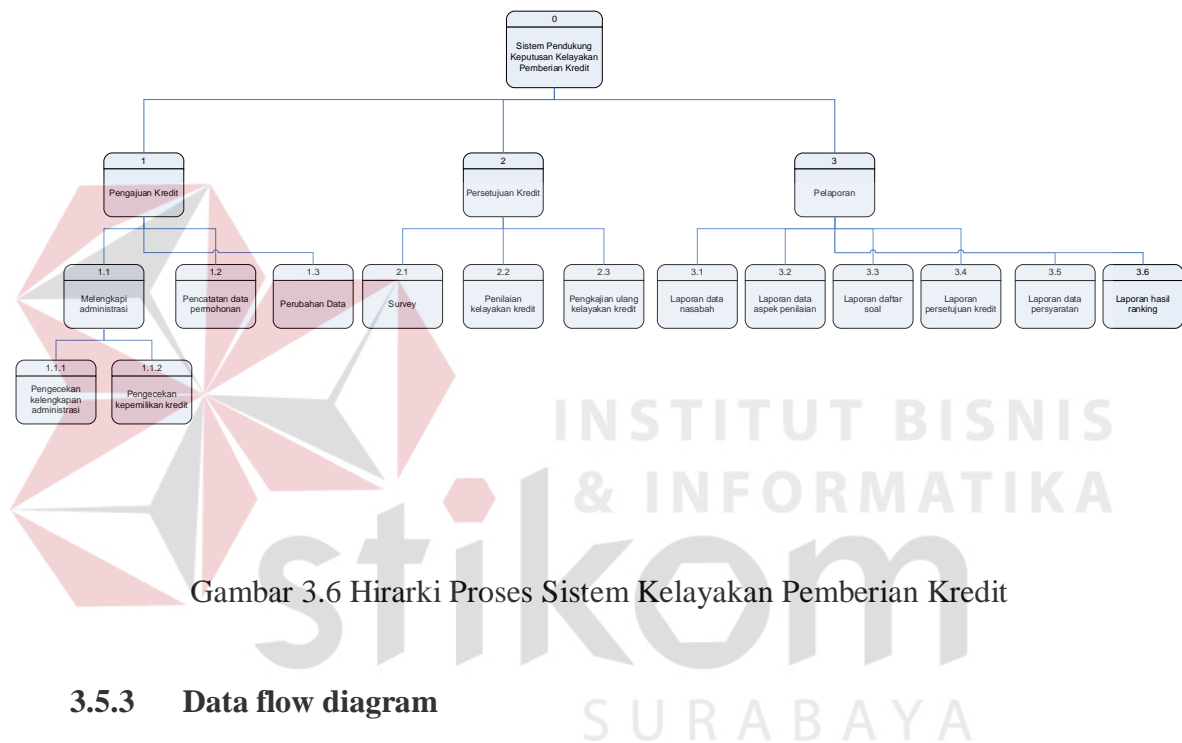 0
Sistem Pendukung
Keputusan Kelayakan
Pemberian Kredit
1
Pengajuan Kredit
2
Persetujuan Kredit
3
Pelaporan
1.1
Melengkapi
administrasi
1.2
Pencatatan data
permohonan
1.3
Perubahan Data
2.1
Survey
2.2
Penilaian
kelayakan kredit
2.3
Pengkajian ulang
kelayakan kredit
3.1
Laporan data
nasabah
3.2
Laporan data
aspek penilaian
3.3
Laporan daftar
soal
3.4
Laporan
persetujuan kredit
3.5
Laporan data
persyaratan
3.6
Laporan hasil
ranking
1.1.1
Pengecekan
kelengkapan
administrasi
1.1.2
Pengecekan
kepemilikan kredit
INSTITUT BISNIS
& INFORMATIKA
stikom
SURABAYA
Gambar 3.6 Hirarki Proses Sistem Kelayakan Pemberian Kredit
3.5.3 Data flow diagram